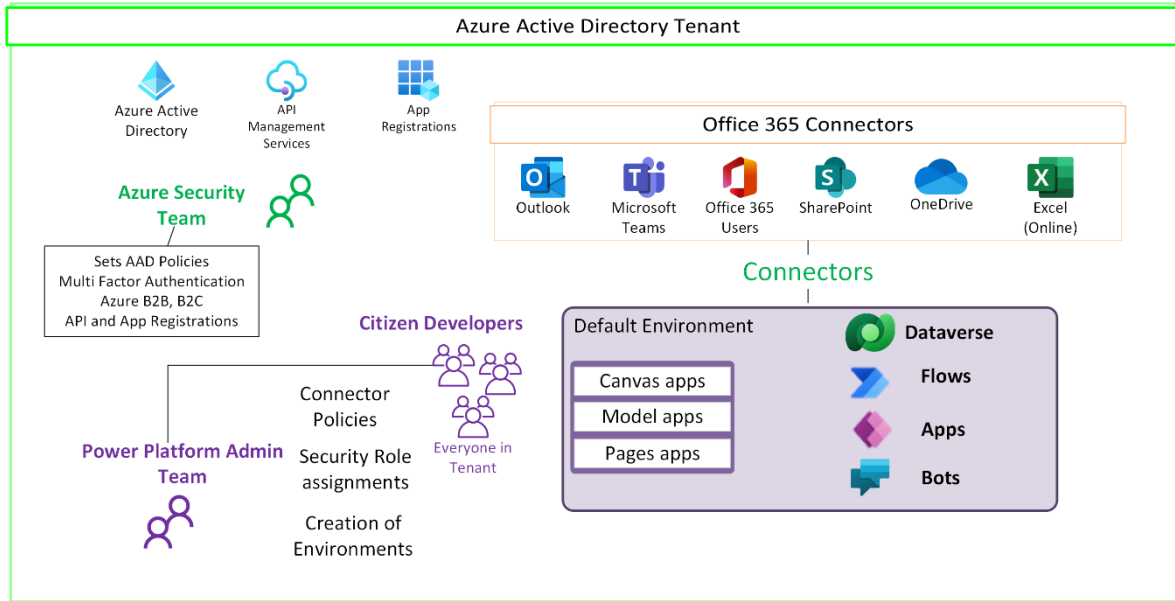 Azure Active Directory Tenant
Azure Active
Directory
API
Management
Services
App
Registrations
Office 365 Connectors
Outlook
Microsoft
Teams
Office 365
Users
SharePoint
OneDrive
Excel
(Online)
Azure Security
Team
Sets AAD Policies
Multi Factor Authentication
Azure B2B, B2C
API and App Registrations
Connectors
Citizen Developers
Everyone in
Tenant
Connector
Policies
Security Role
assignments
Creation of
Environments
Power Platform Admin
Team
Default Environment
Canvas apps
Model apps
Pages apps
Dataverse
Flows
Apps
Bots